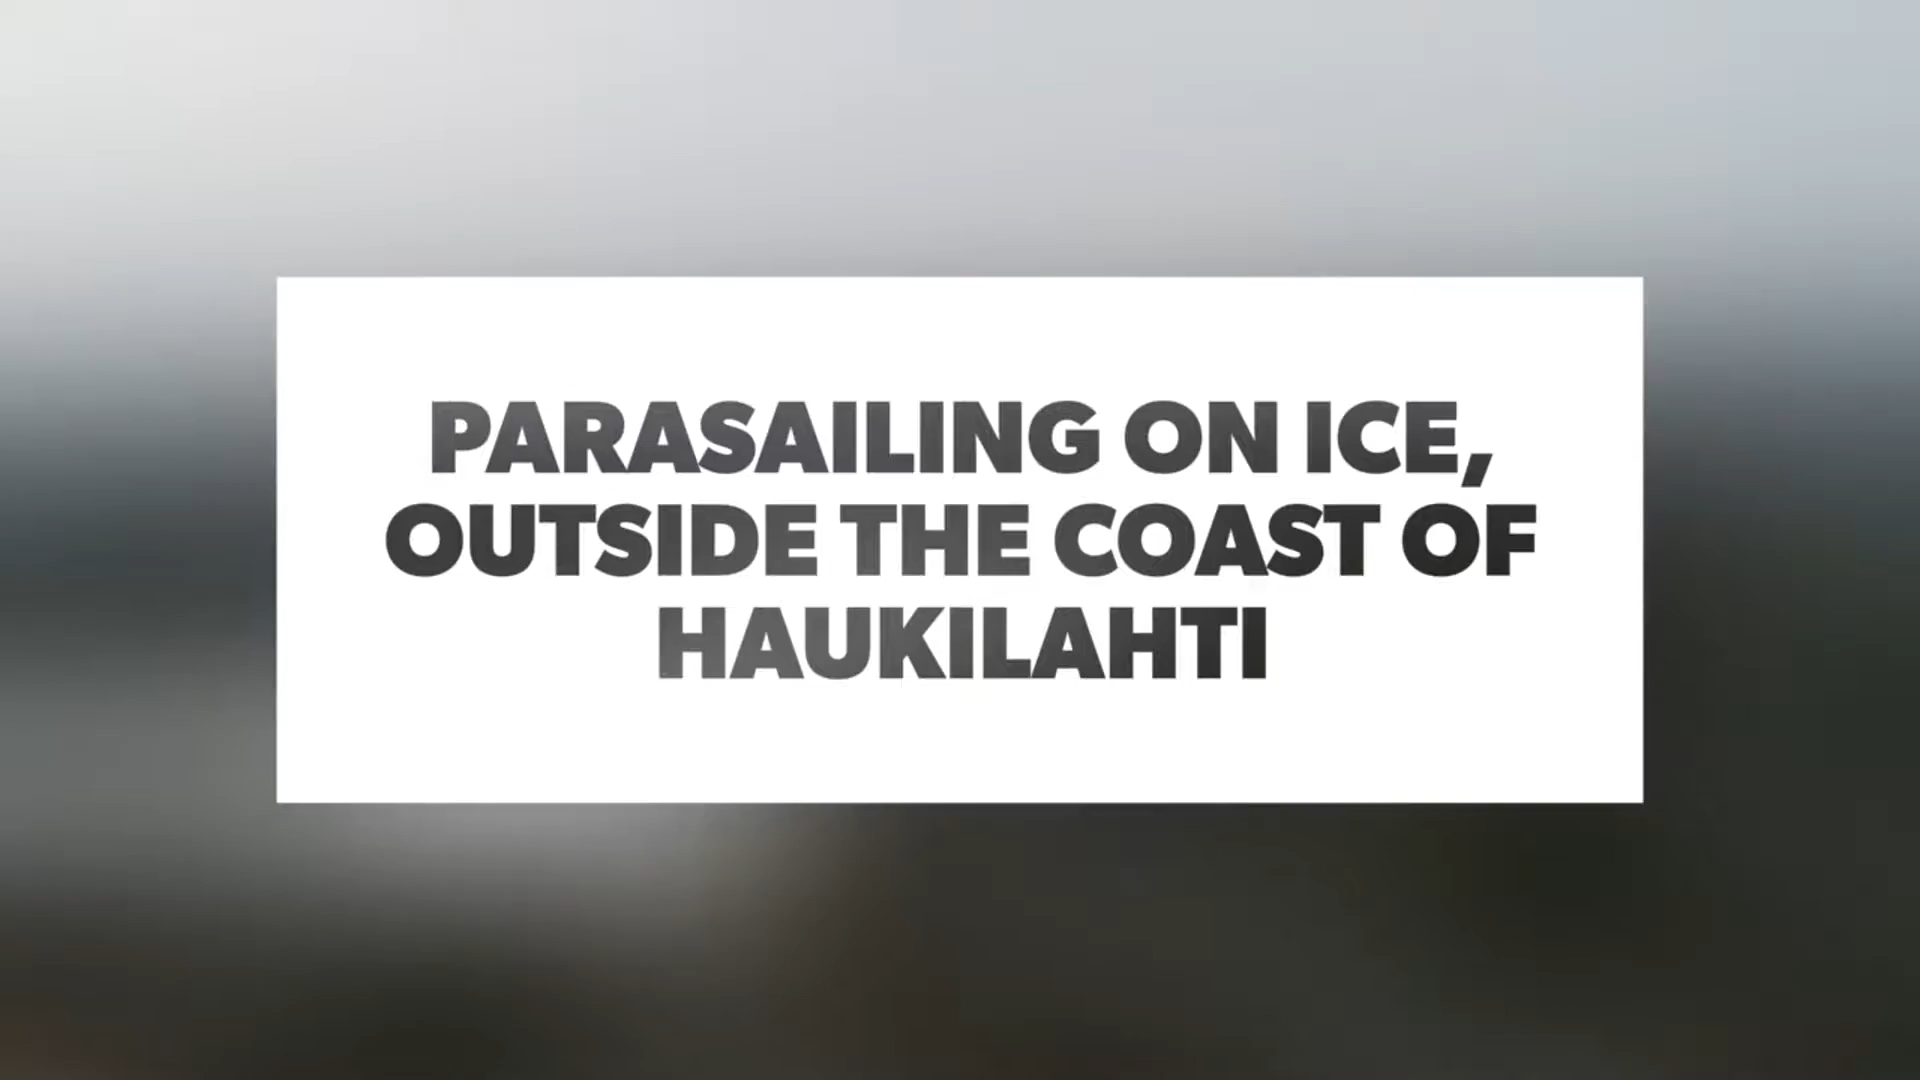 PARASAILING ON ICE,
OUTSIDE THE COAST OF
HAUKILAHTI